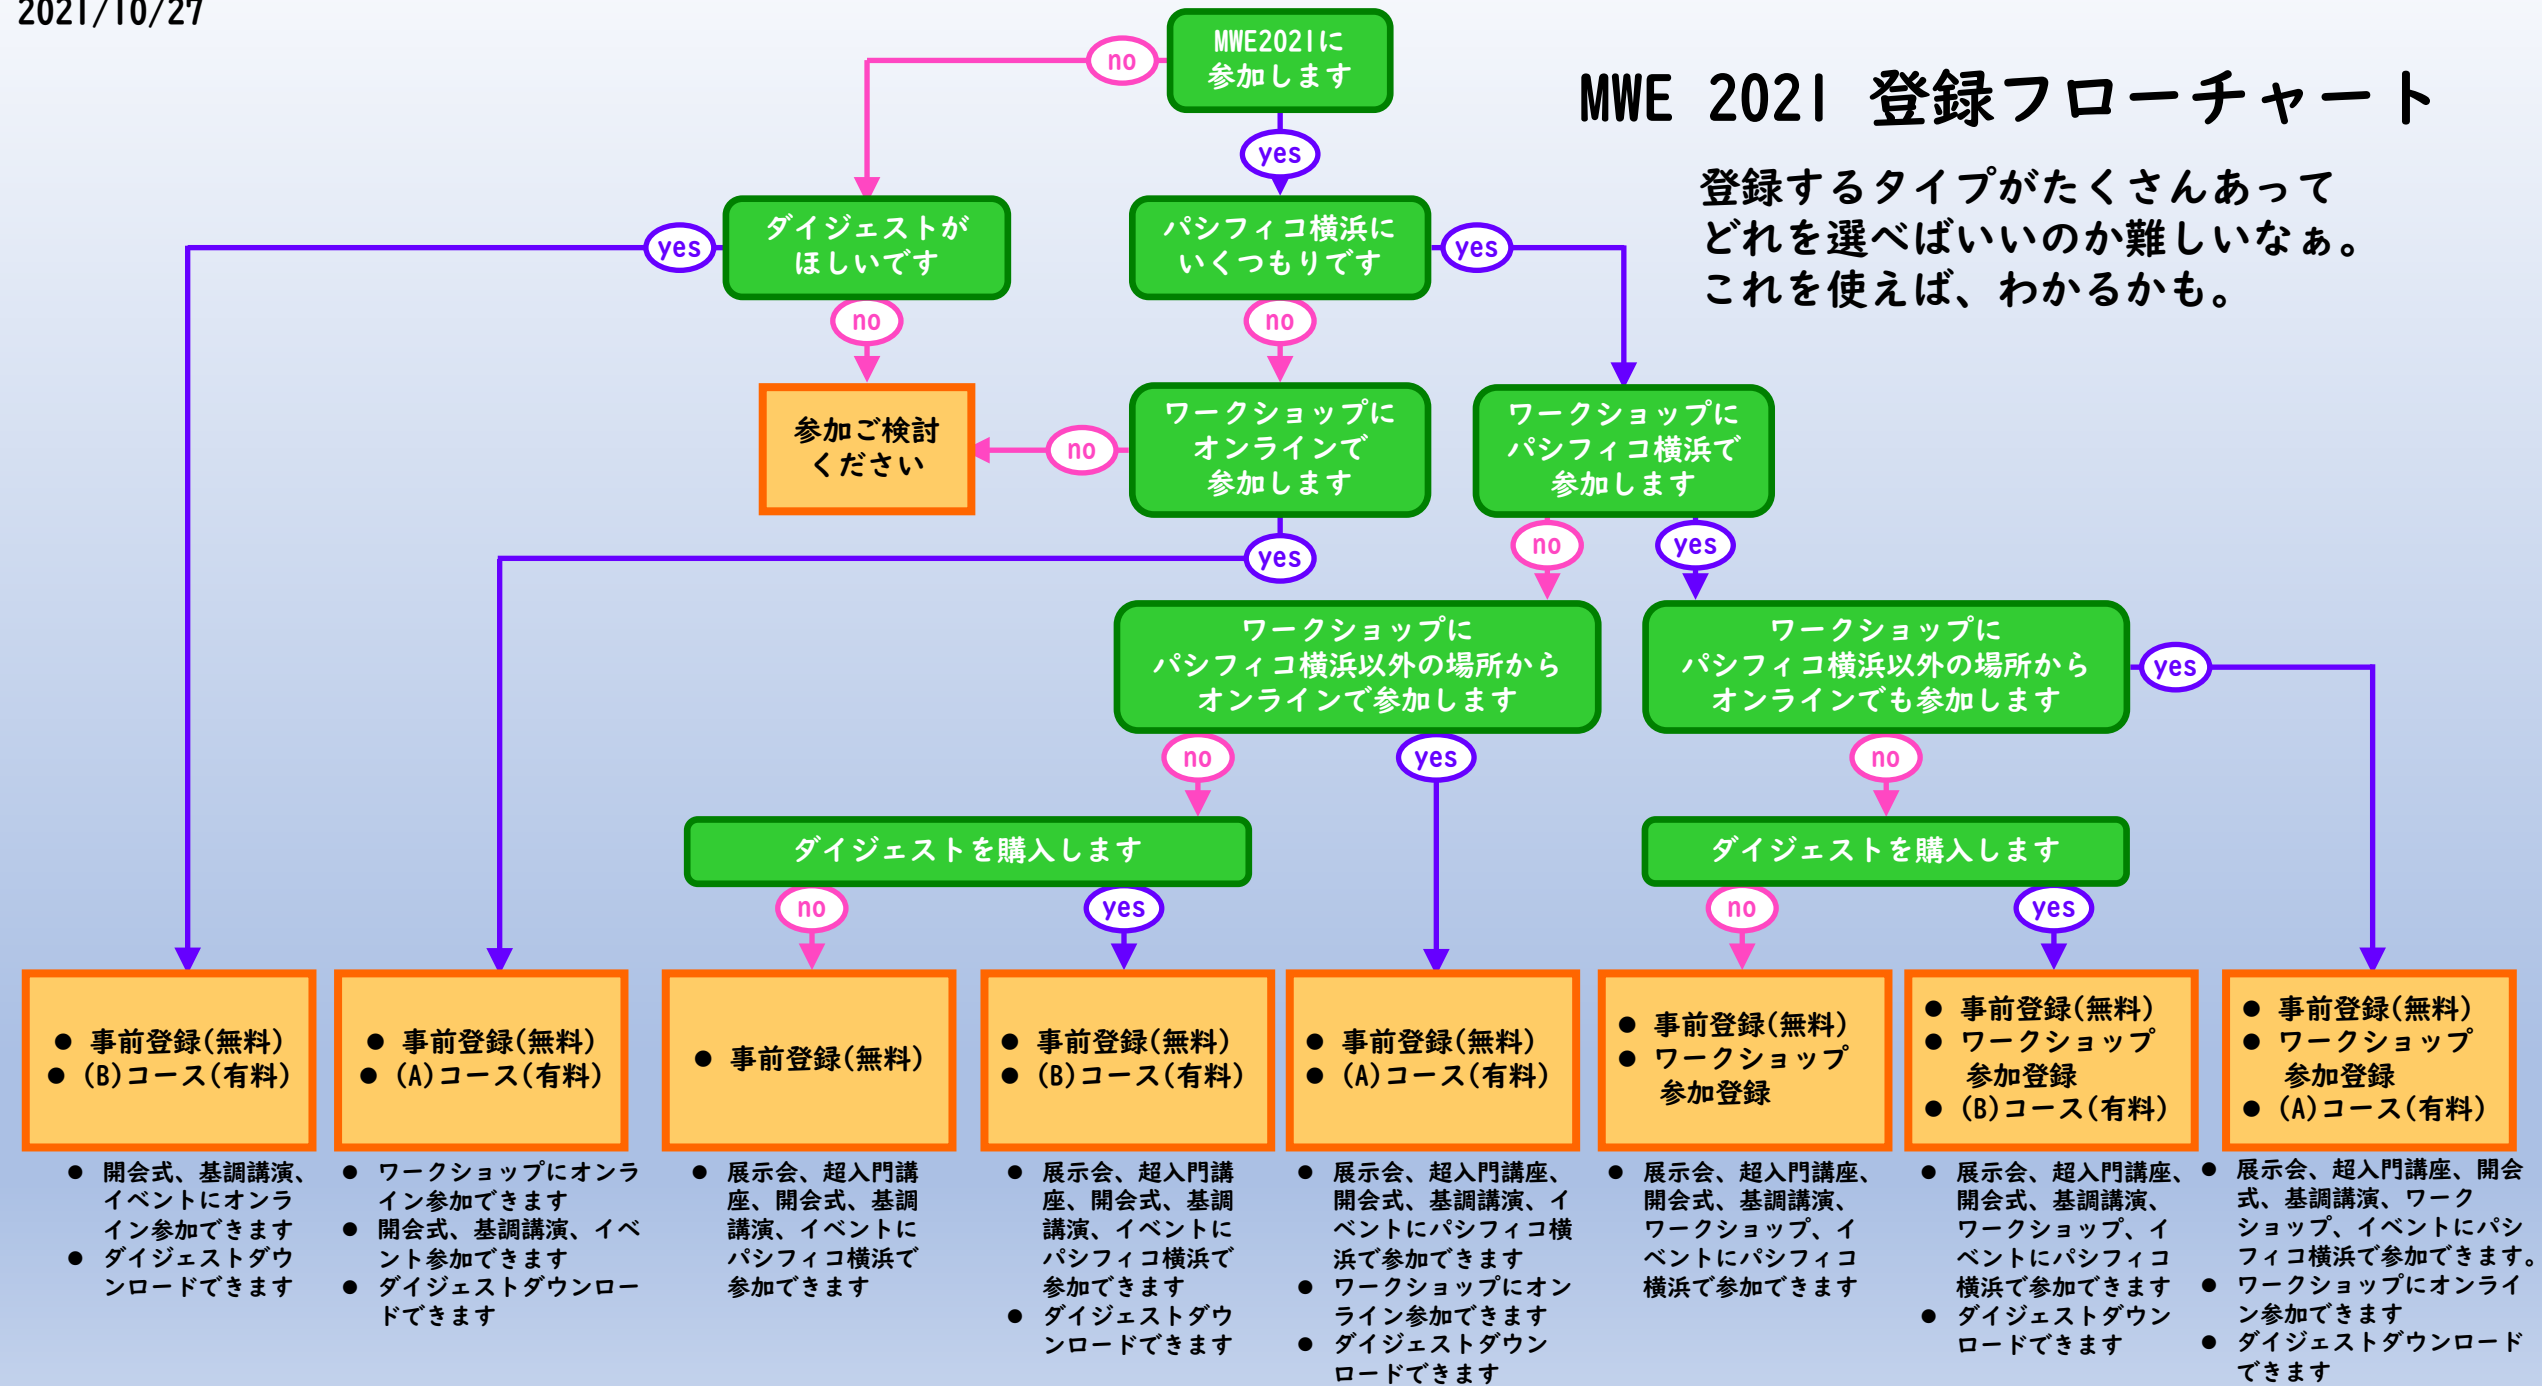 2021/10/27
MWE 2021 登録フローチャート
登録するタイプがたくさんあって
どれを選べばいいのか難しいなぁ。
これを使えば、わかるかも。
MWE2021に
参加します
no
yes
ダイジェストが
ほしいです
yes
no
パシフィコ横浜に
いくつもりです
yes
no
参加ご検討
ください
ワークショップに
オンラインで
参加します
no
yes
ワークショップに
パシフィコ横浜で
参加します
no
yes
ワークショップに
パシフィコ横浜以外の場所から
オンラインで参加します
no
yes
ワークショップに
パシフィコ横浜以外の場所から
オンラインでも参加します
yes
no
ダイジェストを購入します
no
yes
ダイジェストを購入します
no
yes
● 事前登録(無料)
● (B)コース(有料)
● 開会式、基調講演、
イベントにオンラ
イン参加できます
● ダイジェストダウ
ンロードできます
● 事前登録(無料)
● (A)コース(有料)
● ワークショップにオンラ
イン参加できます
● 開会式、基調講演、イベ
ント参加できます
● ダイジェストダウンロー
ドできます
● 事前登録(無料)
● 展示会、超入門講
座、開会式、基調
講演、イベントに
パシフィコ横浜で
参加できます
● 事前登録(無料)
● (B)コース(有料)
● 展示会、超入門講
座、開会式、基調
講演、イベントに
パシフィコ横浜で
参加できます
● ダイジェストダウ
ンロードできます
● 事前登録(無料)
● (A)コース(有料)
● 展示会、超入門講座、
開会式、基調講演、イ
ベントにパシフィコ横
浜で参加できます
● ワークショップにオン
ライン参加できます
● ダイジェストダウン
ロードできます
● 事前登録(無料)
● ワークショップ
参加登録
● 展示会、超入門講座、
開会式、基調講演、
ワークショップ、イ
ベントにパシフィコ
横浜で参加できます
● 事前登録(無料)
● ワークショップ
参加登録
● (B)コース(有料)
● 展示会、超入門講座、
開会式、基調講演、
ワークショップ、イ
ベントにパシフィコ
横浜で参加できます
● ダイジェストダウン
ロードできます
● 事前登録(無料)
● ワークショップ
参加登録
● (A)コース(有料)
● 展示会、超入門講座、開会
式、基調講演、ワーク
ショップ、イベントにパシ
フィコ横浜で参加できます。
● ワークショップにオンライ
ン参加できます
● ダイジェストダウンロード
できます